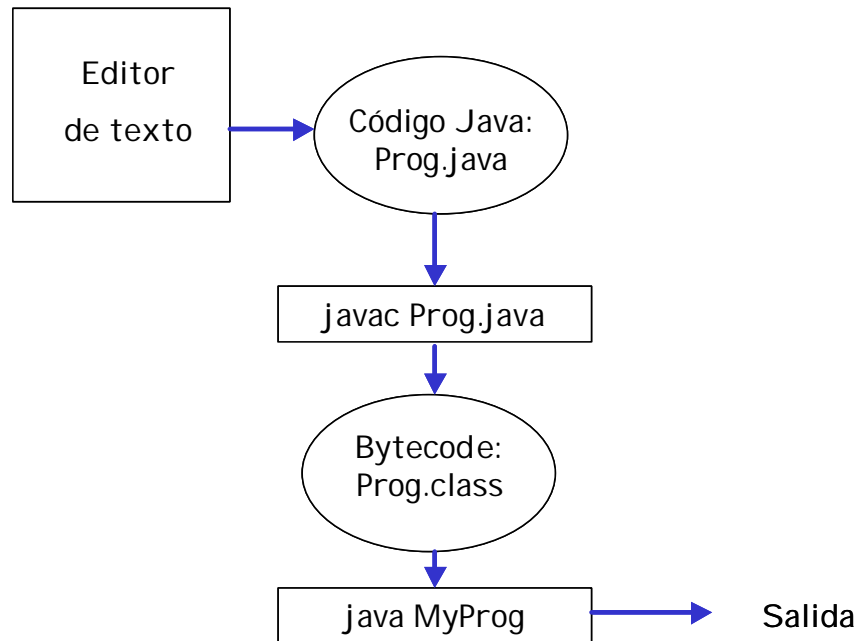 Editor
de texto
Código Java:
Prog.java
javac Prog.java
Bytecode:
Prog.class
java MyProg
Salida